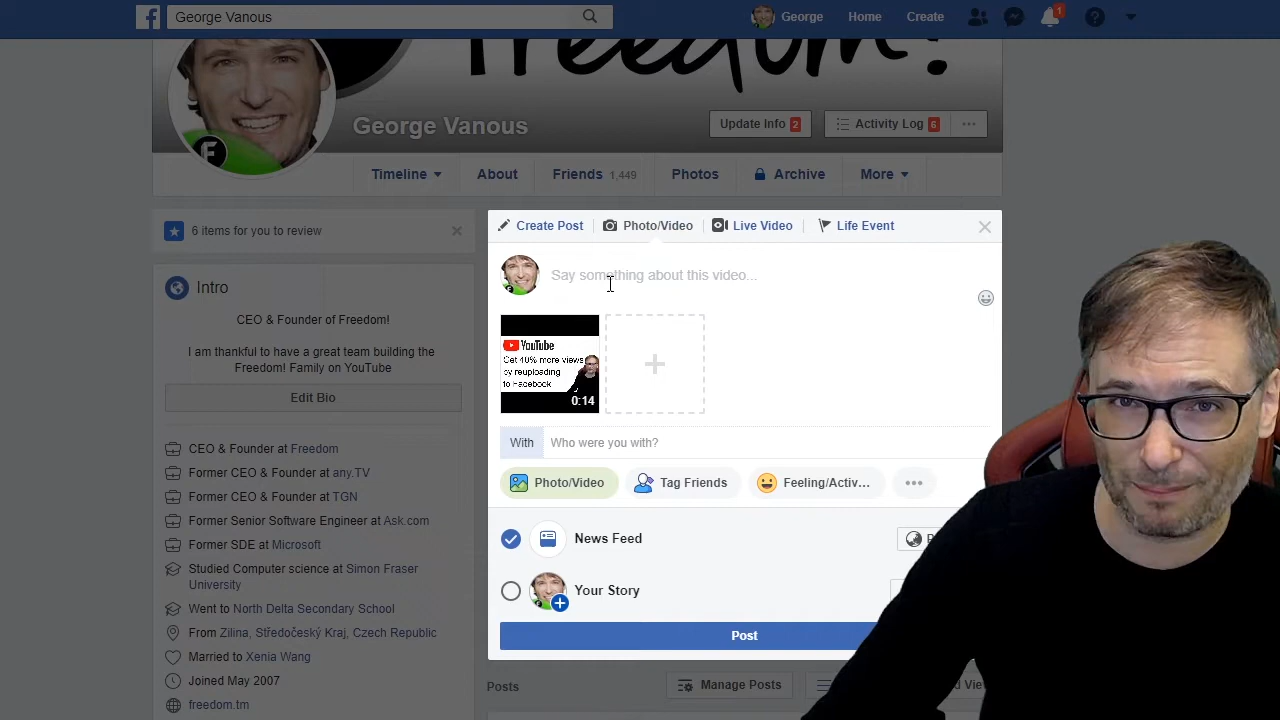 George Vanous
George
Home
Create
1
freedom!
George Vanous
Update Info 2
Activity Log 6
Timeline
About
Friends 1,449
Photos
Archive
More
6 items for you to review
Intro
CEO & Founder of Freedom!
I am thankful to have a great team building the
Freedom! Family on YouTube
Edit Bio
CEO & Founder at Freedom
Former CEO & Founder at any.TV
Former CEO & Founder at TGN
Former Senior Software Engineer at Ask.com
Former SDE at Microsoft
Studied Computer science at Simon Fraser
University
Went to North Delta Secondary School
From Zilina, Středočeský Kraj, Czech Republic
Married to Xenia Wang
Joined May 2007
freedom.tm
Create Post
Photo/Video
Live Video
Life Event
Say something about this video...
YouTube
Get 40% more views
by reuploading
to Facebook
0:14
With
Who were you with?
Photo/Video
Tag Friends
Feeling/Activ...
News Feed
Your Story
Post
Posts
Manage Posts